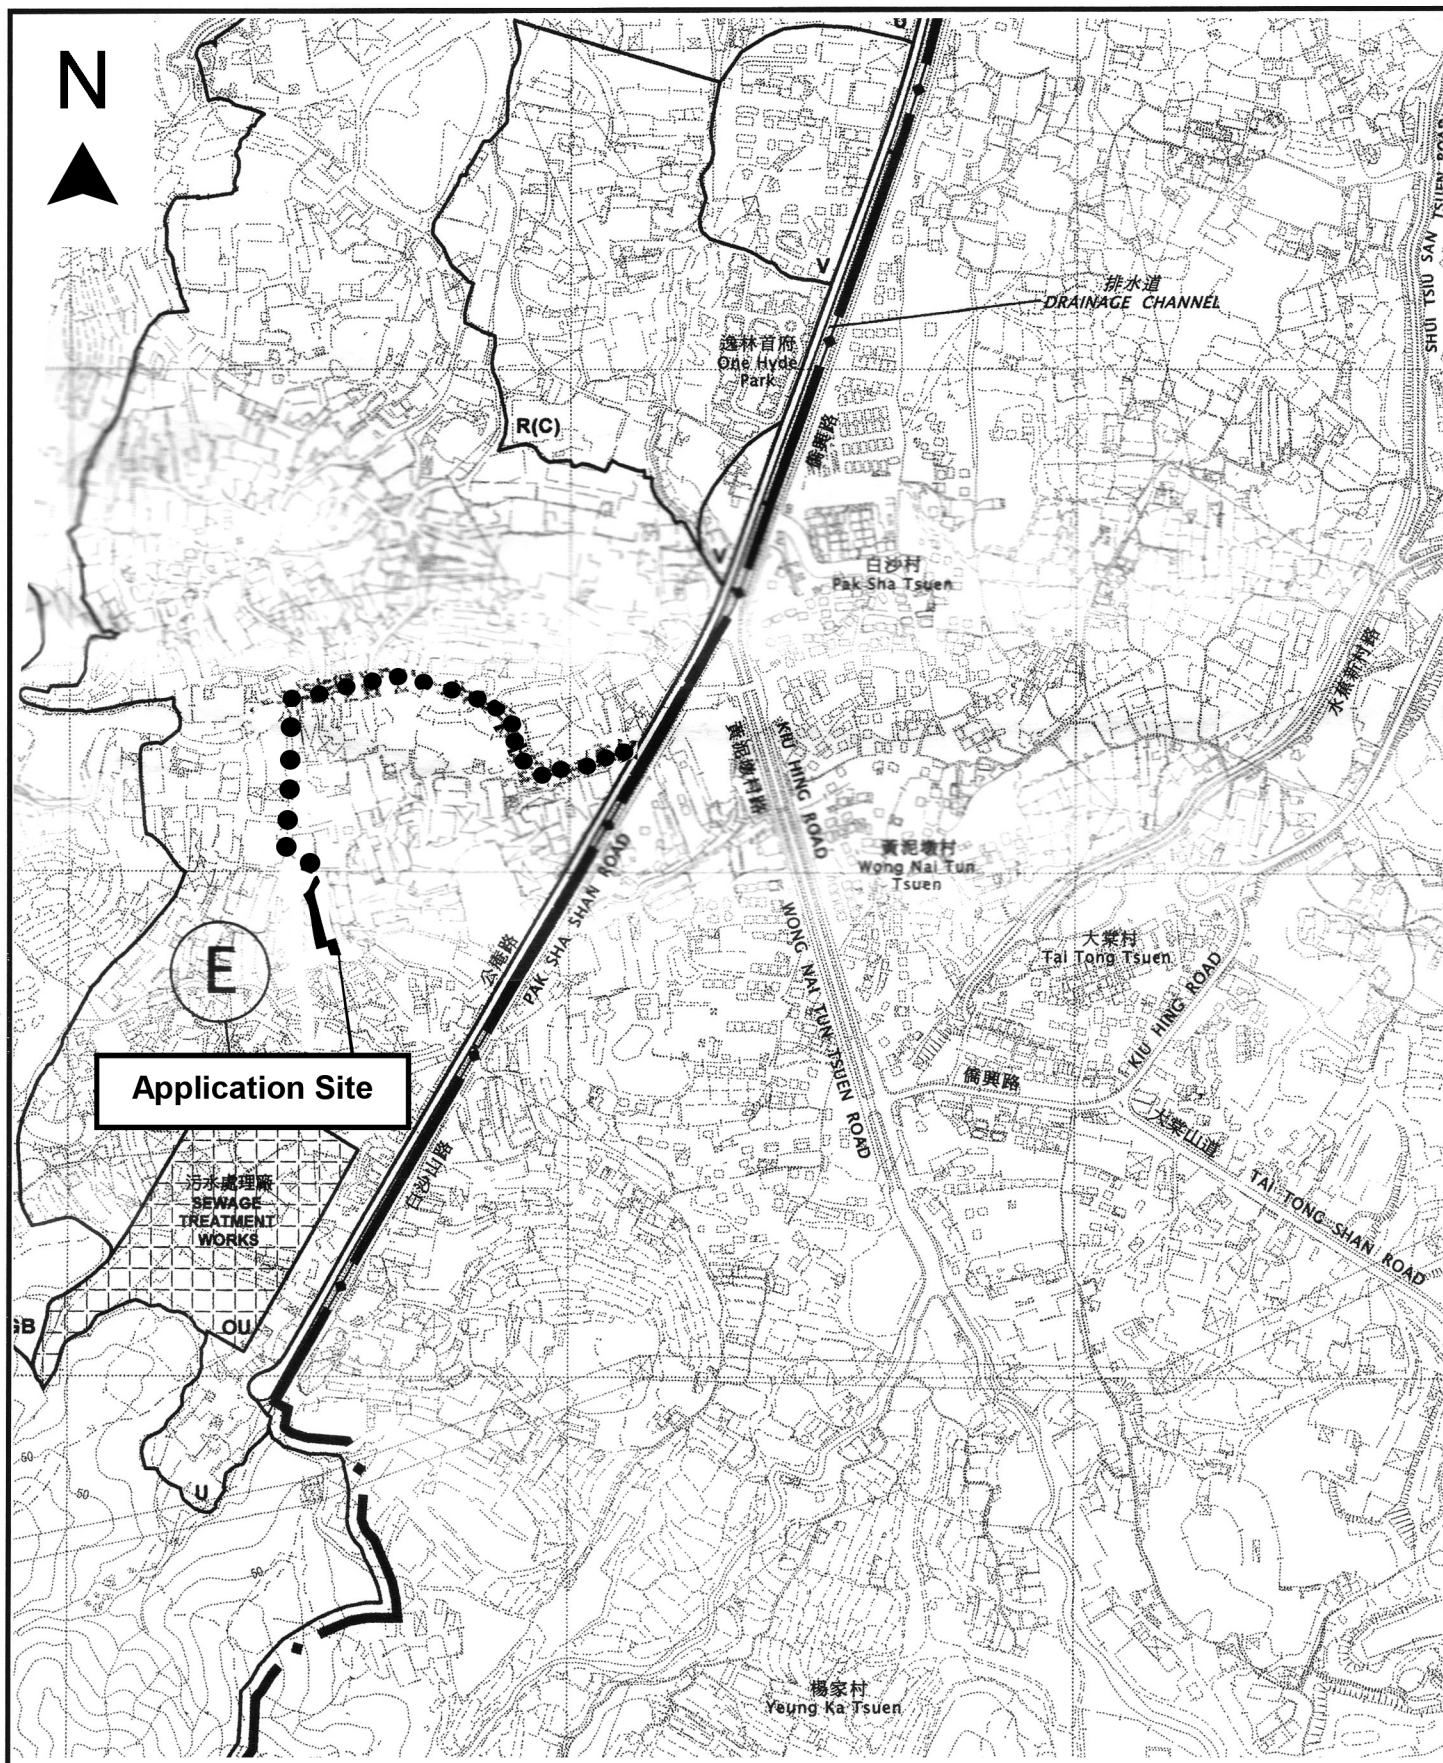 N
排水道
DRAINAGE CHANNEL
SHUI TSIU SAN TSUEN ROAD
V
逸林首府
One Hyde
Park
R(C)
僑興路
V
白沙村
Pak Sha Tsuen
水蕉新村路
黃泥墩村路
KIU HING ROAD
黃泥墩村
Wong Nai Tun
Tsuen
公庵路
PAK SHA SHAN ROAD
WONG NAI TUN TSUEN ROAD
大棠村
Tai Tong Tsuen
KIU HING ROAD
E
Application Site
僑興路
大棠山道
TAI TONG SHAN ROAD
白沙山路
污水處理廠
SEWAGE
TREATMENT
WORKS
GB
OU
U
60
50
50
楊家村
Yeung Ka Tsuen